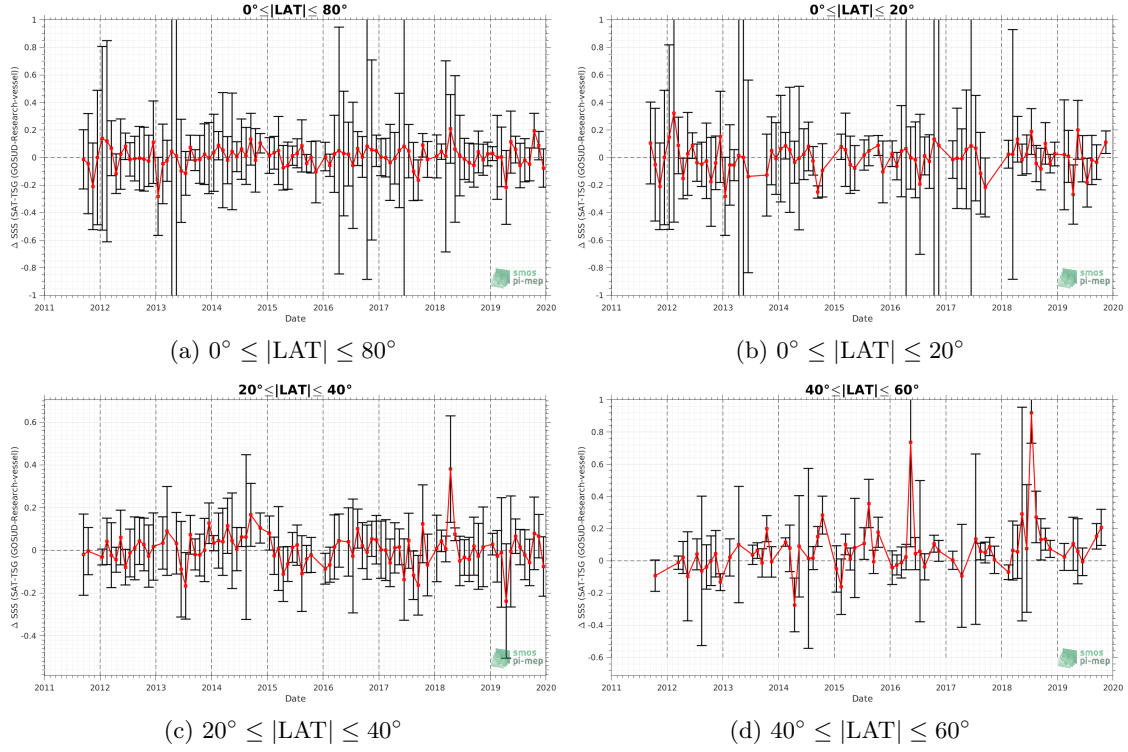 0°≤|LAT|≤ 80°
Δ SSS (SAT-TSG (GOSUD-Research-vessel))
1
0.8
0.6
0.4
0.2
0
-0.2
-0.4
-0.6
-0.8
-1
smos
pi-mep
2011 2012 2013 2014 2015 2016 2017 2018 2019 2020
Date
(a) 0° ≤ |LAT| ≤ 80°
0°≤|LAT|≤ 20°
Δ SSS (SAT-TSG (GOSUD-Research-vessel))
1
0.8
0.6
0.4
0.2
0
-0.2
-0.4
-0.6
-0.8
-1
smos
pi-mep
2011 2012 2013 2014 2015 2016 2017 2018 2019 2020
Date
(b) 0° ≤ |LAT| ≤ 20°
20°≤|LAT|≤ 40°
Δ SSS (SAT-TSG (GOSUD-Research-vessel))
0.6
0.4
0.2
0
-0.2
-0.4
smos
pi-mep
2011 2012 2013 2014 2015 2016 2017 2018 2019 2020
Date
(c) 20° ≤ |LAT| ≤ 40°
40°≤|LAT|≤ 60°
Δ SSS (SAT-TSG (GOSUD-Research-vessel))
1
0.8
0.6
0.4
0.2
0
-0.2
-0.4
-0.6
smos
pi-mep
2011 2012 2013 2014 2015 2016 2017 2018 2019 2020
Date
(d) 40° ≤ |LAT| ≤ 60°